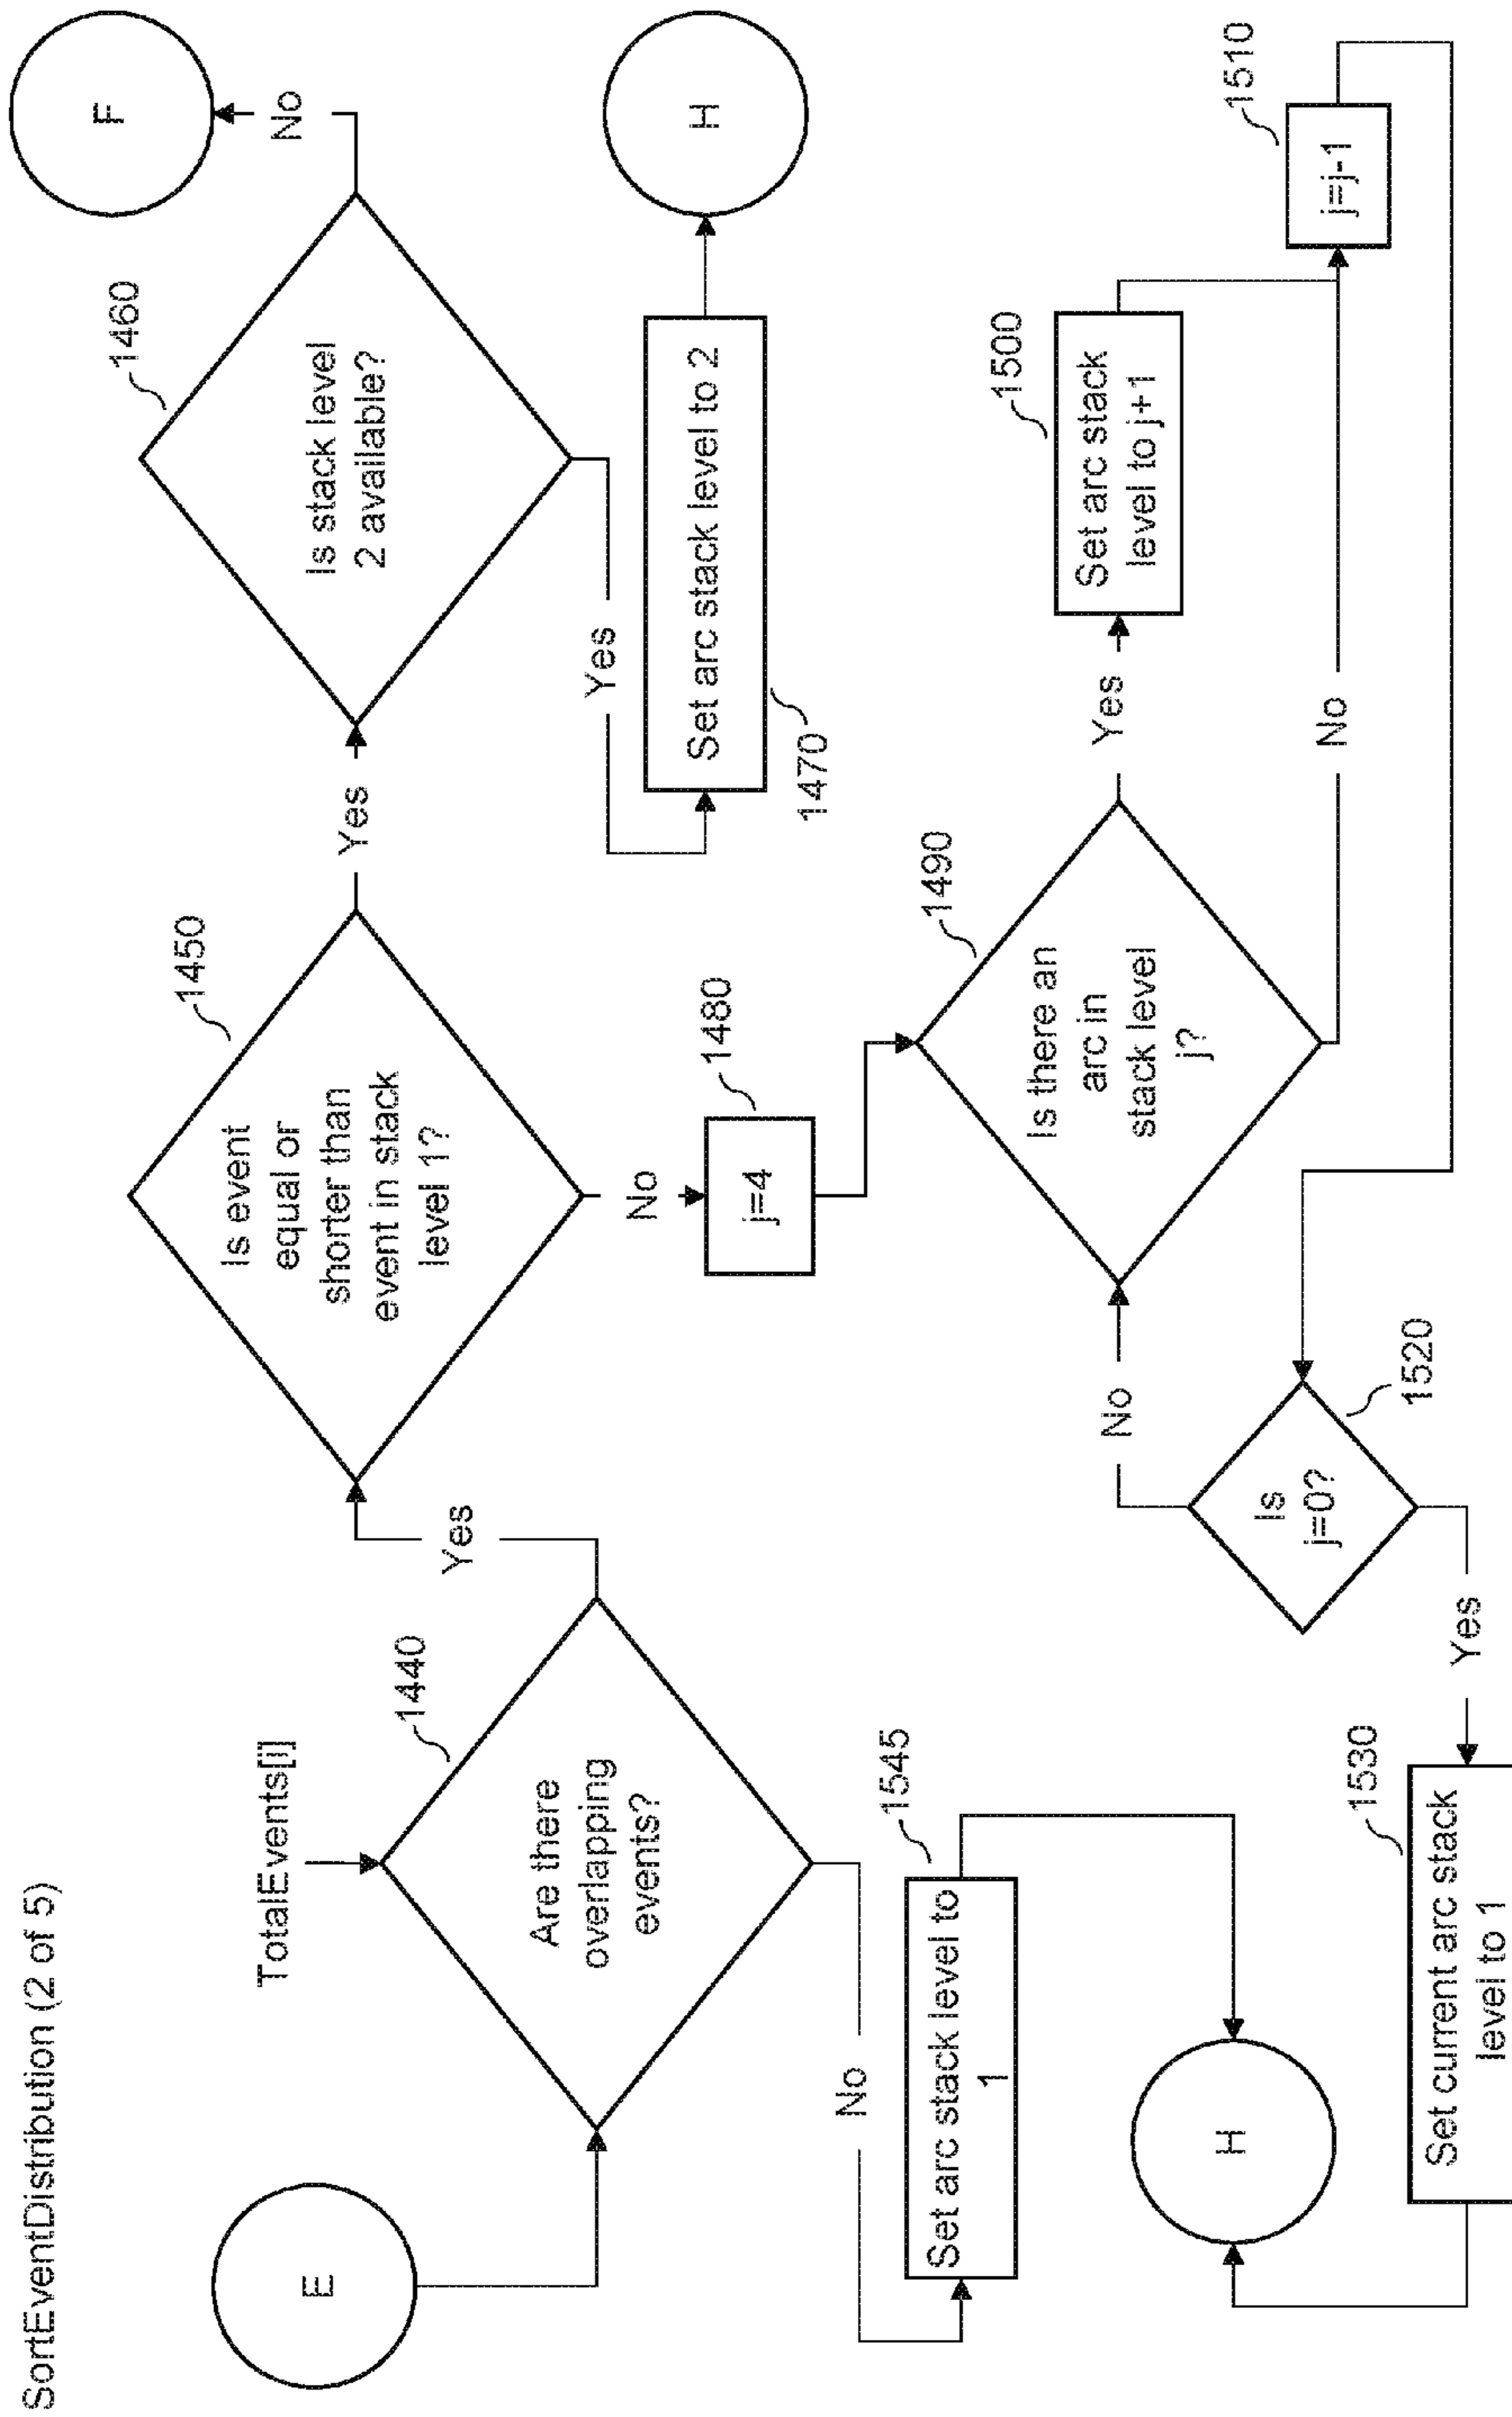 SortEventDistribution (2 of 5)
E
TotalEvents[i]
1440
Are there
overlapping
events?
Yes
No
1450
Is event
equal or
shorter than
event in stack
level 1?
Yes
No
1460
Is stack level
2 available?
No
F
Yes
Set arc stack level to 2
1470
H
1480
j=4
1490
Is there an
arc in
stack level
j?
Yes
No
1500
Set arc stack
level to j+1
1510
j=j-1
1520
Is
j=0?
No
Yes
1545
Set arc stack level to
1
H
1530
Set current arc stack
level to 1